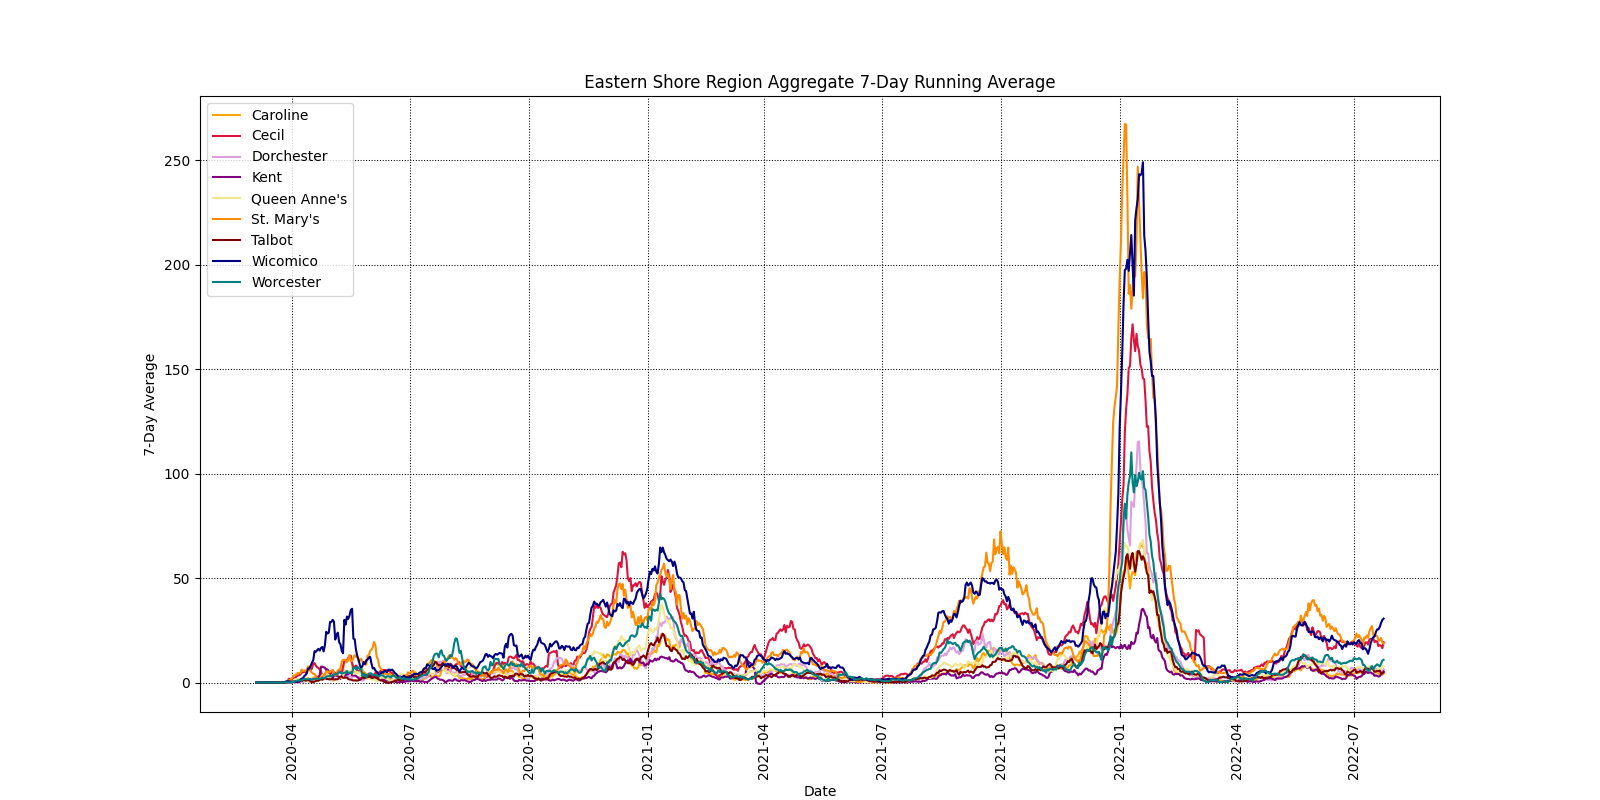 Eastern Shore Region Aggregate 7-Day Running Average
Caroline
Cecil
Dorchester
Kent
Queen Anne's
St. Mary's
Talbot
Wicomico
Worcester
7-Day Average
250
200
150
100
50
0
2020-04
2020-07
2020-10
2021-01
2021-04
2021-07
2021-10
2022-01
2022-04
2022-07
Date